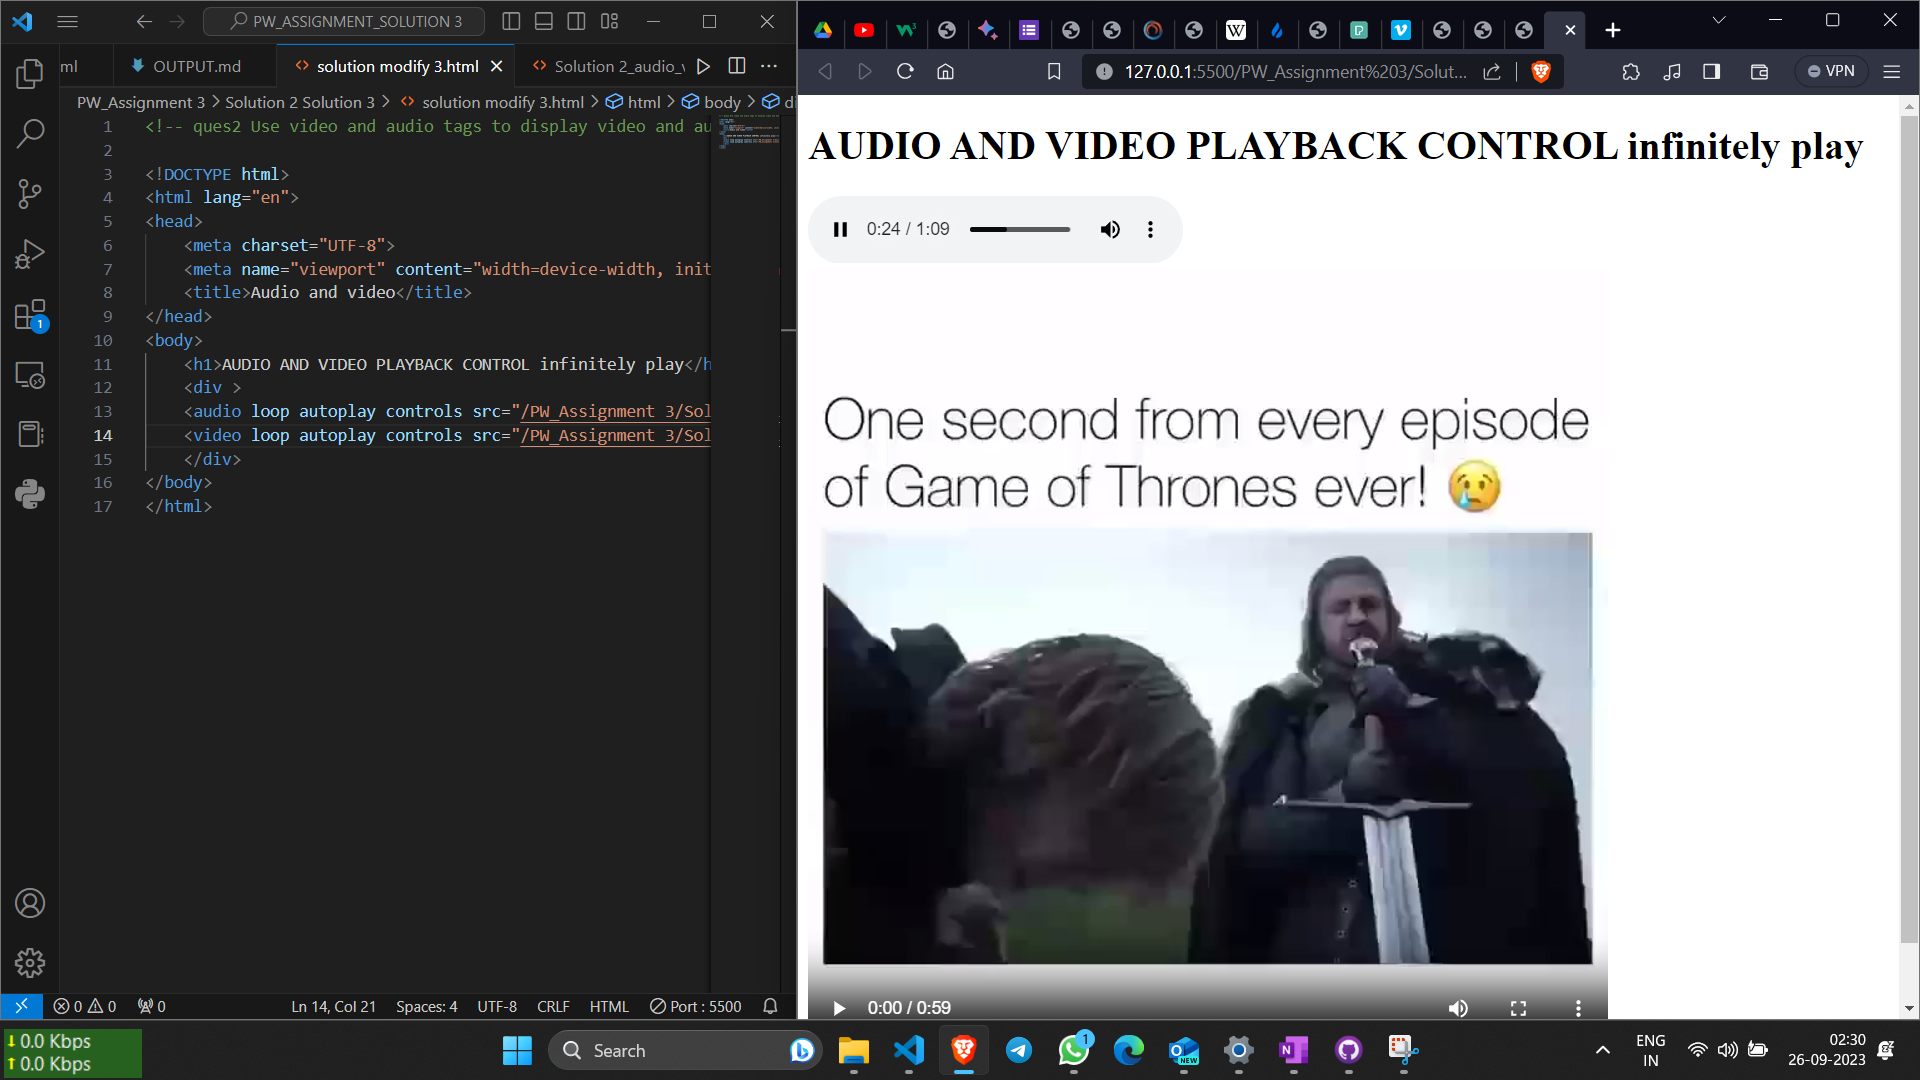 PW_ASSIGNMENT_SOLUTION 3
ml
OUTPUT.md
solution modify 3.html
Solution 2_audio_v
PW_Assignment 3 > Solution 2 Solution 3 > solution modify 3.html > html > body > di
1 <!-- ques2 Use video and audio tags to display video and au
2
3 <!DOCTYPE html>
4 <html lang="en">
5 <head>
6 <meta charset="UTF-8">
7 <meta name="viewport" content="width=device-width, init
8 <title>Audio and video</title>
9 </head>
10 <body>
11 <h1>AUDIO AND VIDEO PLAYBACK CONTROL infinitely play</h
12 <div >
13 <audio loop autoplay controls src="/PW_Assignment 3/Sol
14 <video loop autoplay controls src="/PW_Assignment 3/Sol
15 </div>
16 </body>
17 </html>
1
0 0 0
Ln 14, Col 21 Spaces: 4 UTF-8 CRLF HTML Port : 5500
127.0.0.1:5500/PW_Assignment%203/Solut...
VPN
AUDIO AND VIDEO PLAYBACK CONTROL infinitely play
0:24 / 1:09
One second from every episode
of Game of Thrones ever! 😢
0:00 / 0:59
0.0 Kbps
0.0 Kbps
Search
1
NEW
ENG
IN
02:30
26-09-2023